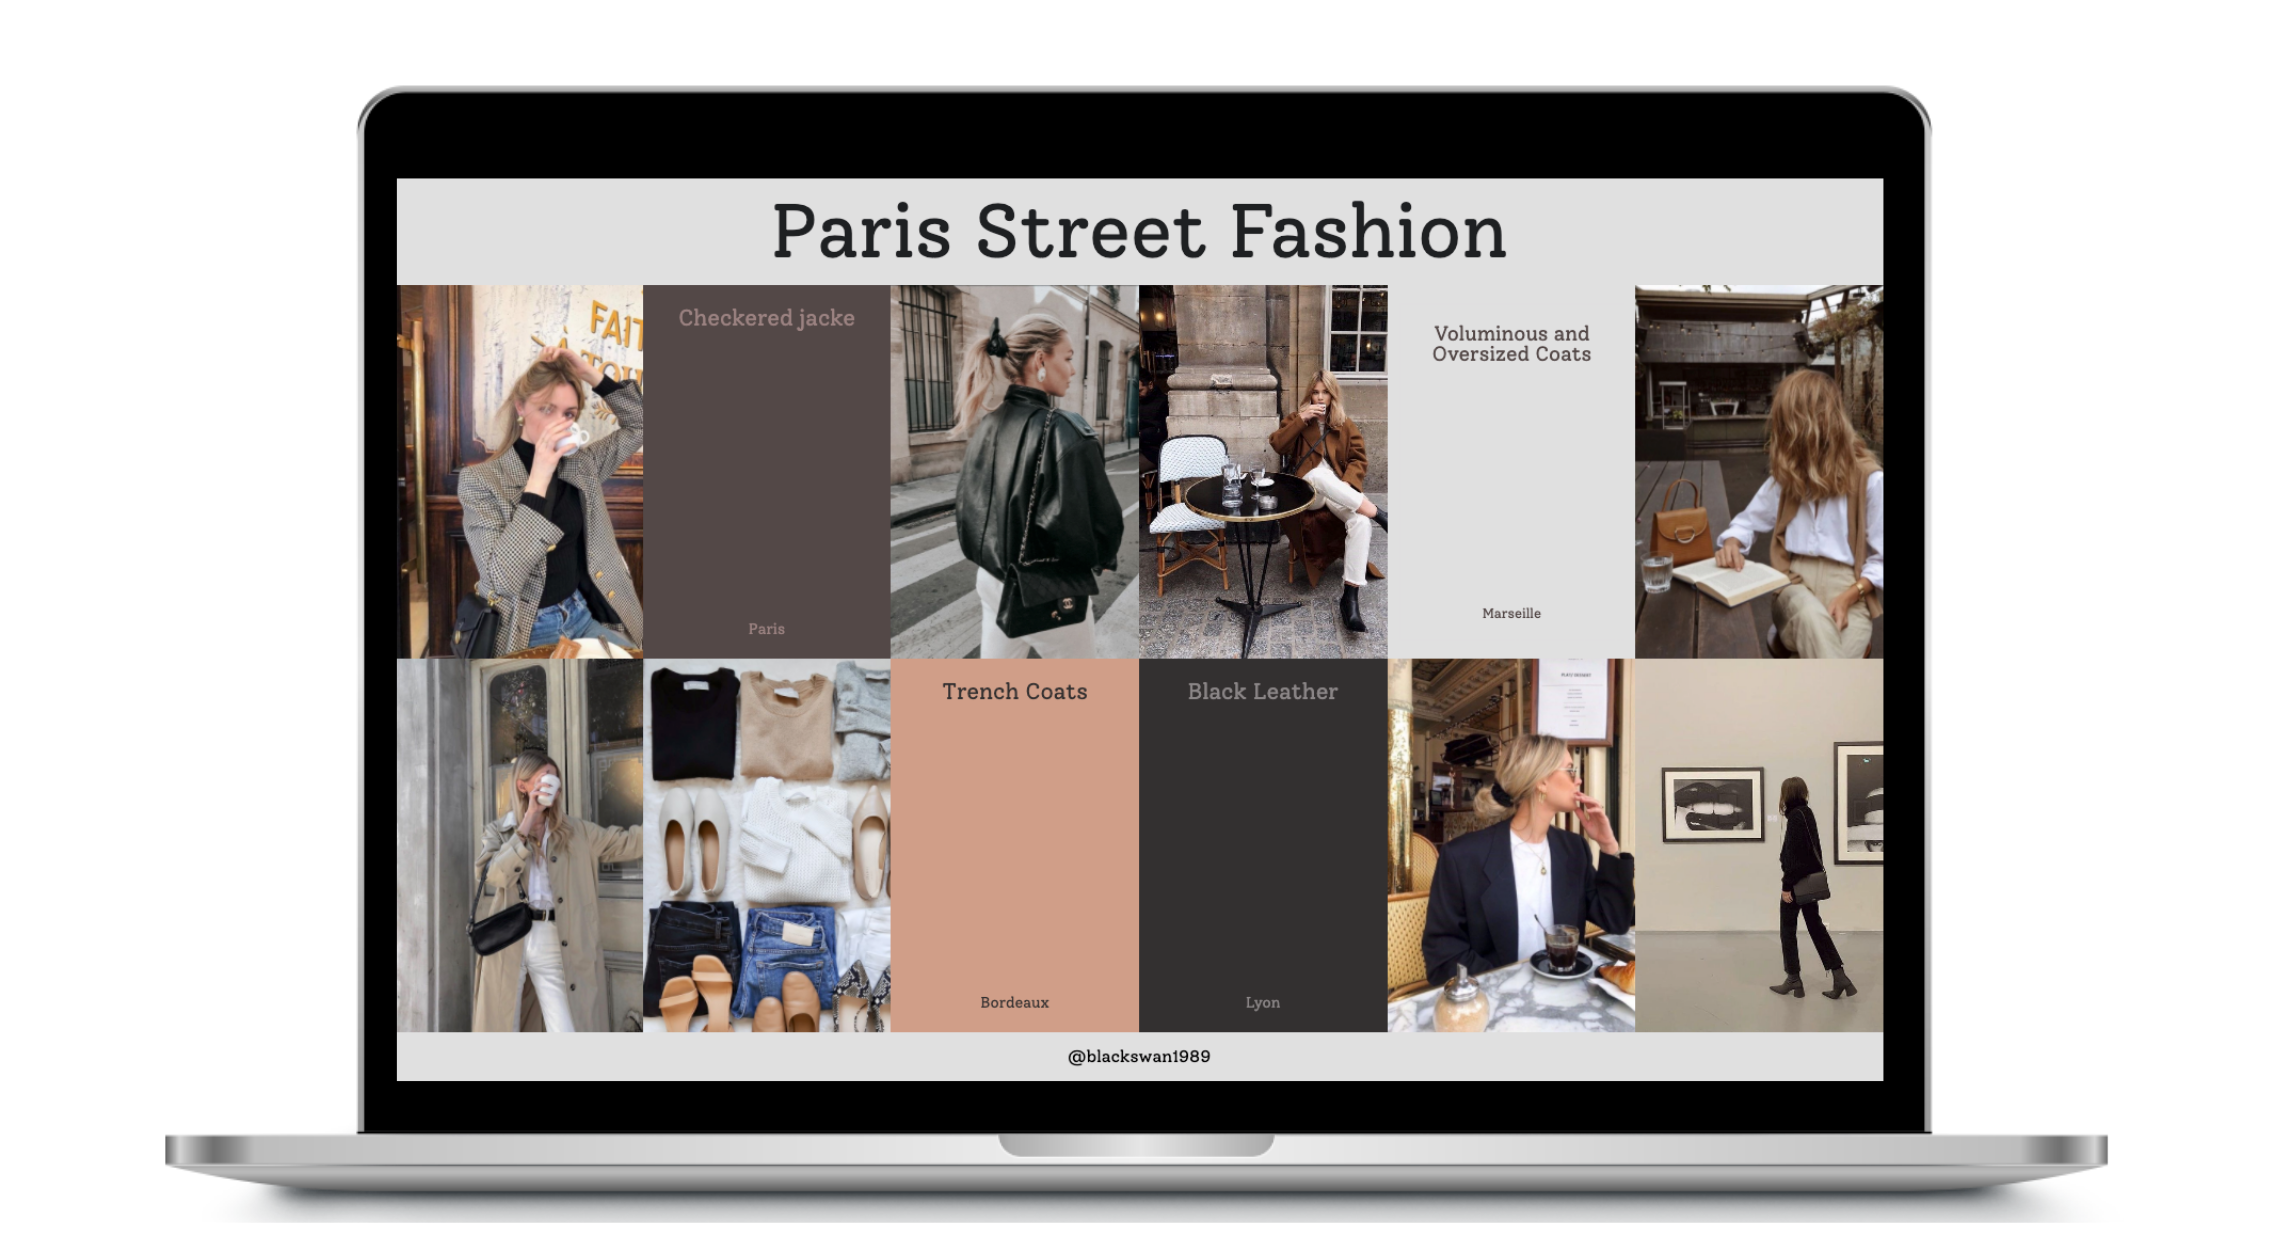 Paris Street Fashion
FAIT
À TOU
Checkered jacke
Paris
Voluminous and
Oversized Coats
Marseille
Trench Coats
Bordeaux
Black Leather
Lyon
@blackswan1989